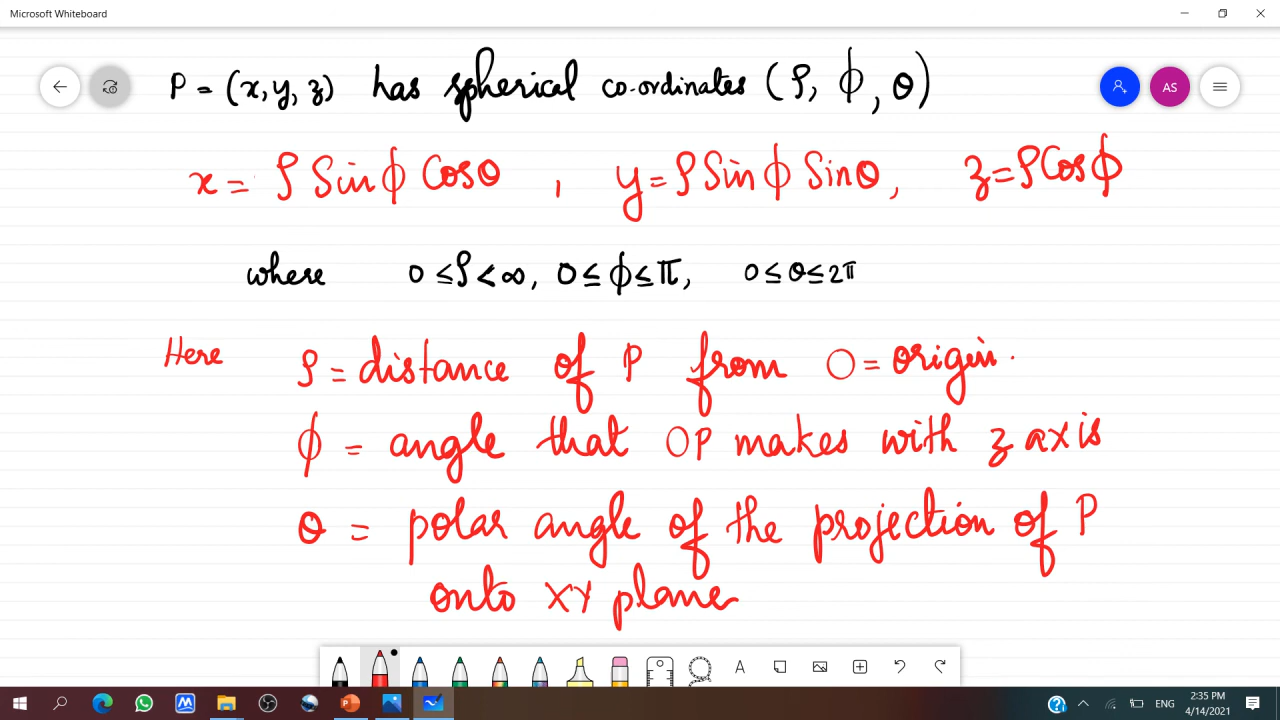 Microsoft Whiteboard
P = (x, y, z) has spherical co-ordinates (ρ, ϕ, θ)
AS
x = ρ Sin ϕ Cos θ , y = ρ Sin ϕ Sin θ, z = ρ Cos ϕ
where 0 ≤ ρ < ∞, 0 ≤ ϕ ≤ π, 0 ≤ θ ≤ 2π
Here ρ = distance of P from O = origin.
ϕ = angle that OP makes with z axis
θ = polar angle of the projection of P
onto XY plane
A
ENG
2:35 PM
4/14/2021